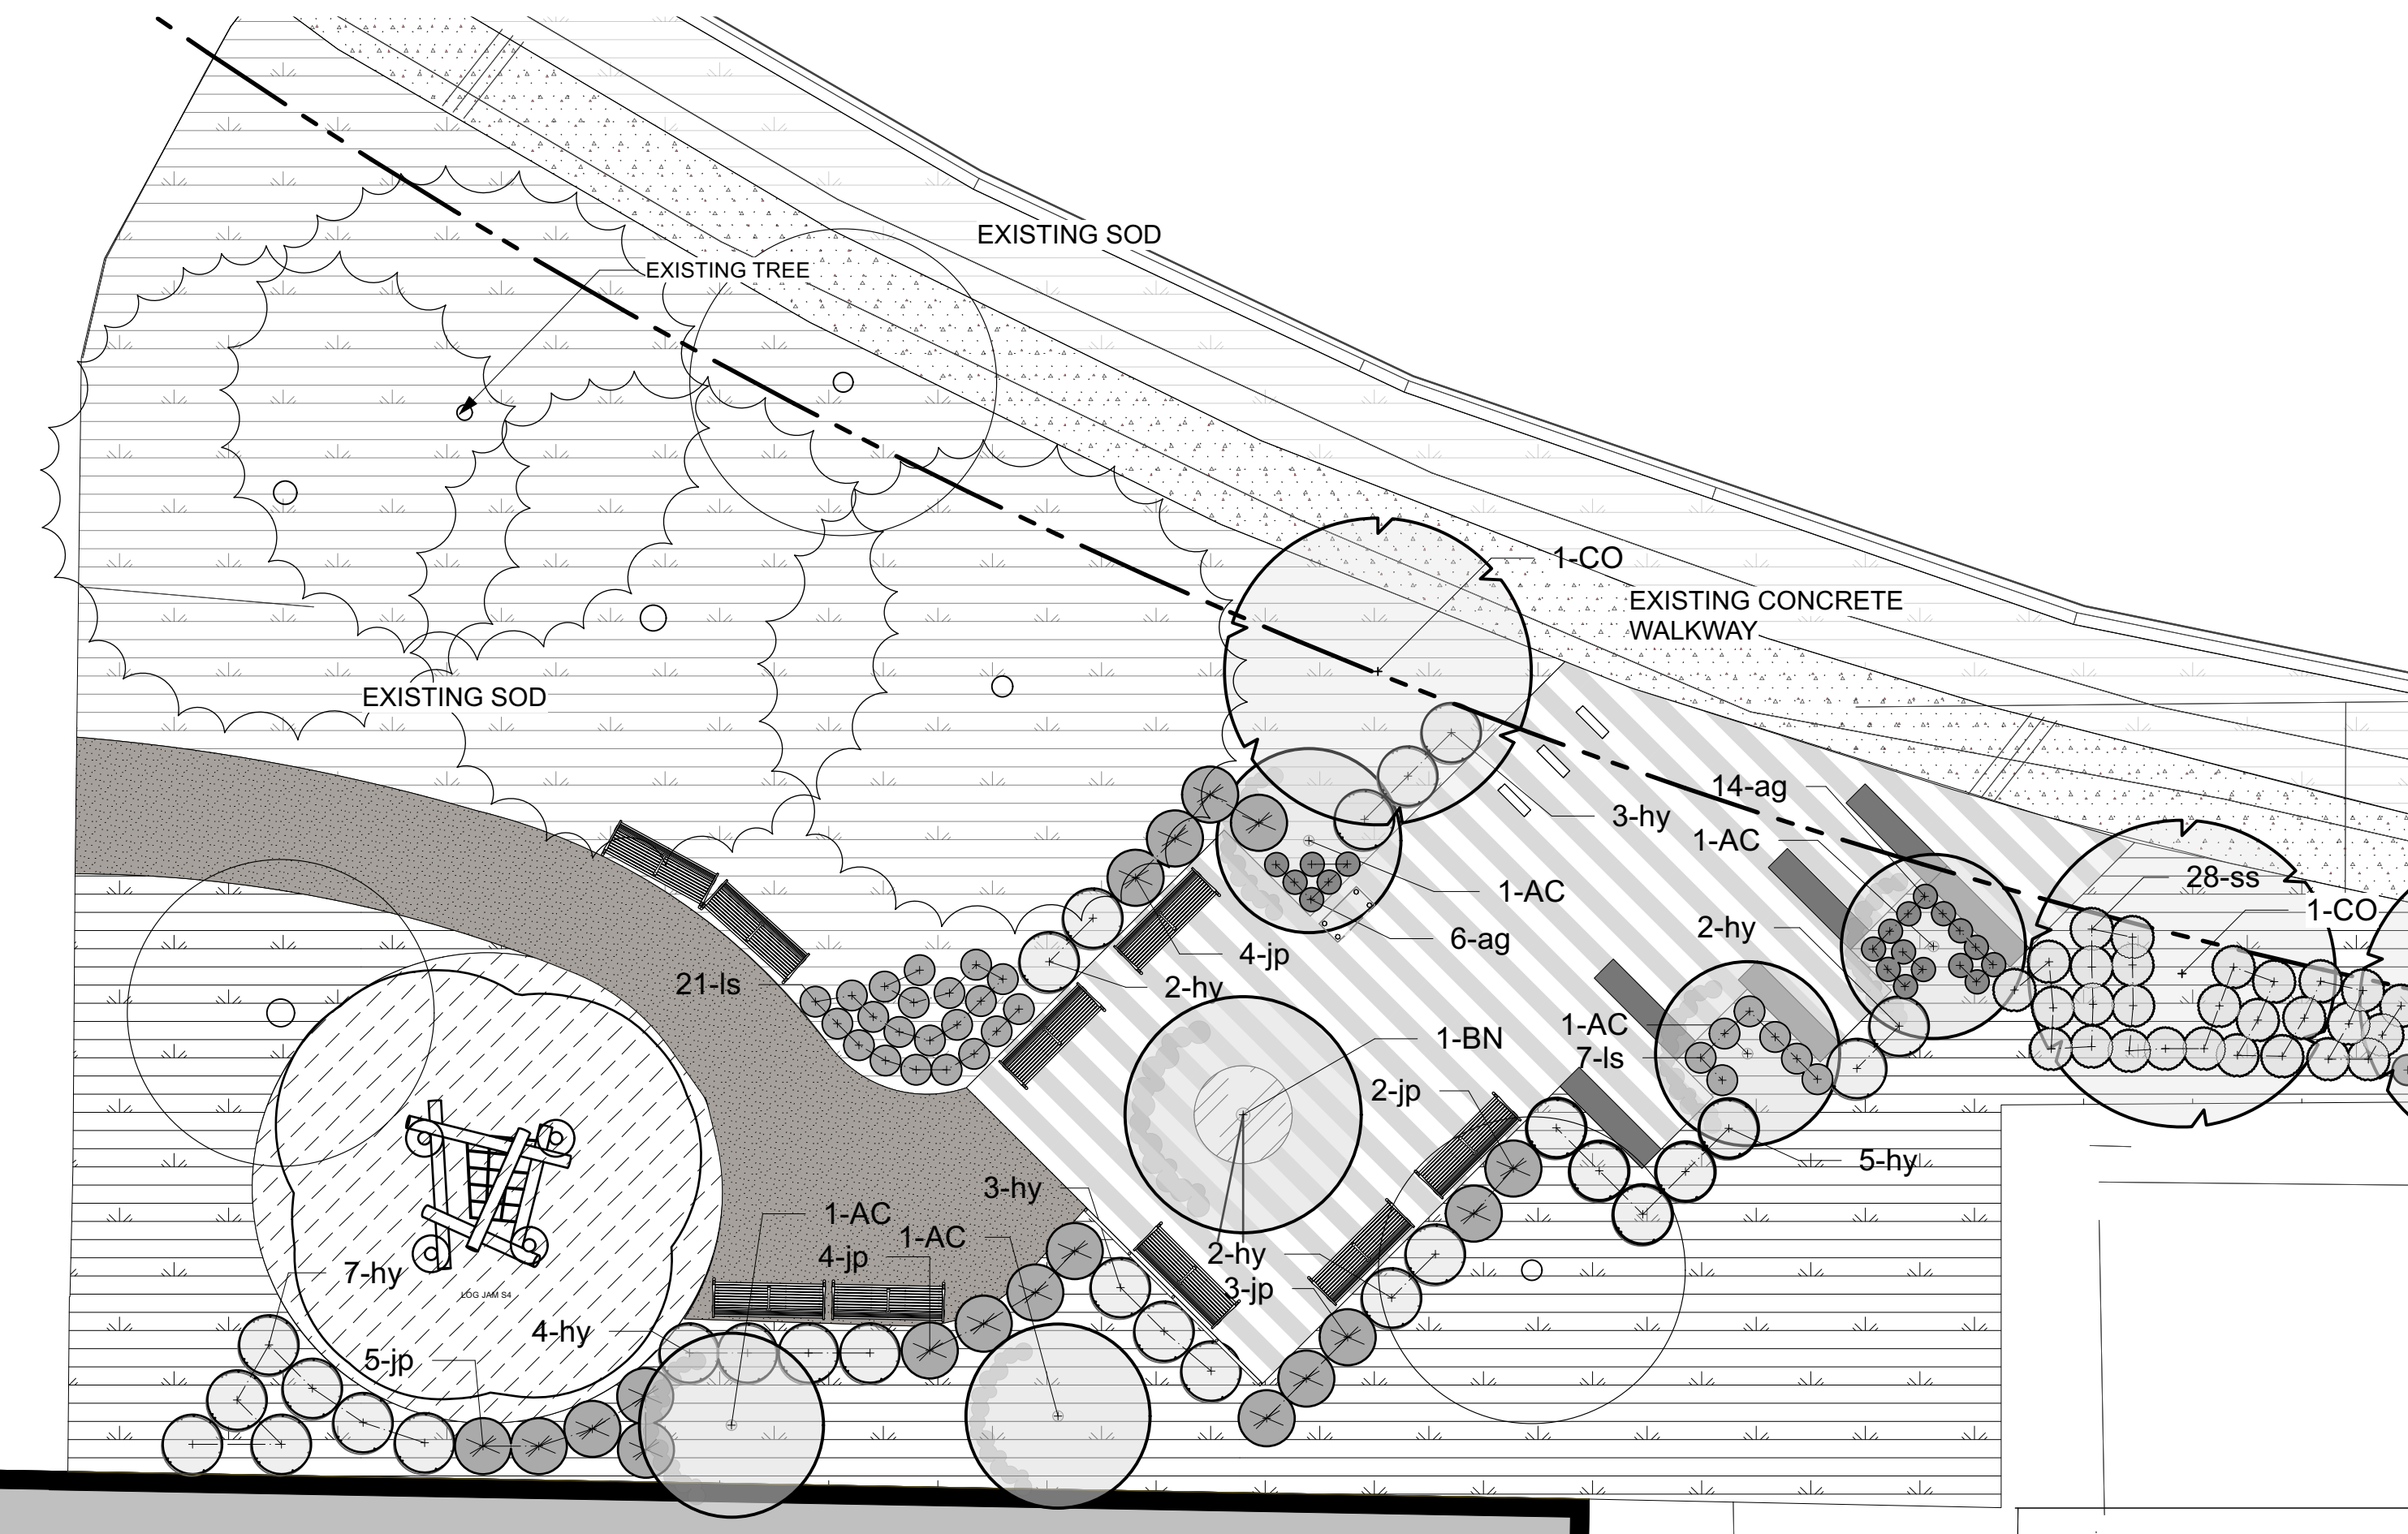 EXISTING SOD
EXISTING TREE
1-CO
EXISTING CONCRETE
WALKWAY
EXISTING SOD
14-ag
3-hy
1-AC
28-ss
1-AC
1-CO
2-hy
6-ag
4-jp
21-ls
2-hy
1-AC
1-BN
7-ls
2-jp
5-hy
3-hy
1-AC
1-AC
4-jp
2-hy
7-hy
3-jp
LOG JAM S4
4-hy
5-jp